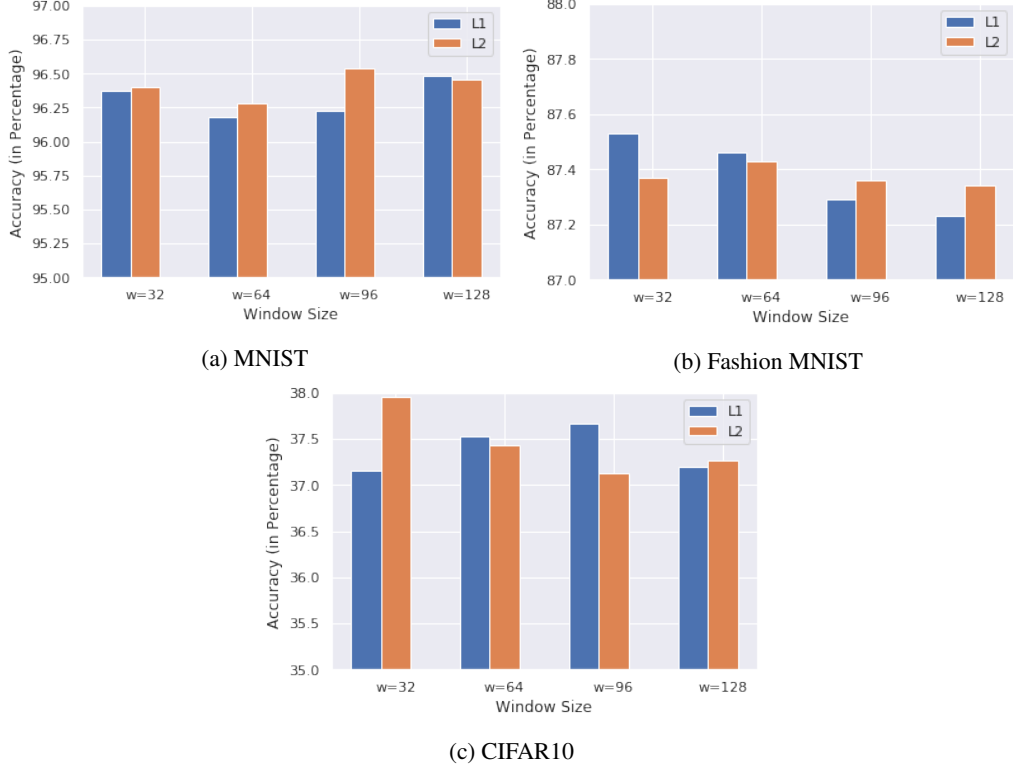 97.00
96.75
96.50
96.25
96.00
95.75
95.50
95.25
95.00
Accuracy (in Percentage)
L1
L2
w=32 w=64 w=96 w=128
Window Size
(a) MNIST
88.0
87.8
87.6
87.4
87.2
87.0
Accuracy (in Percentage)
L1
L2
w=32 w=64 w=96 w=128
Window Size
(b) Fashion MNIST
38.0
37.5
37.0
36.5
36.0
35.5
35.0
Accuracy (in Percentage)
L1
L2
w=32 w=64 w=96 w=128
Window Size
(c) CIFAR10